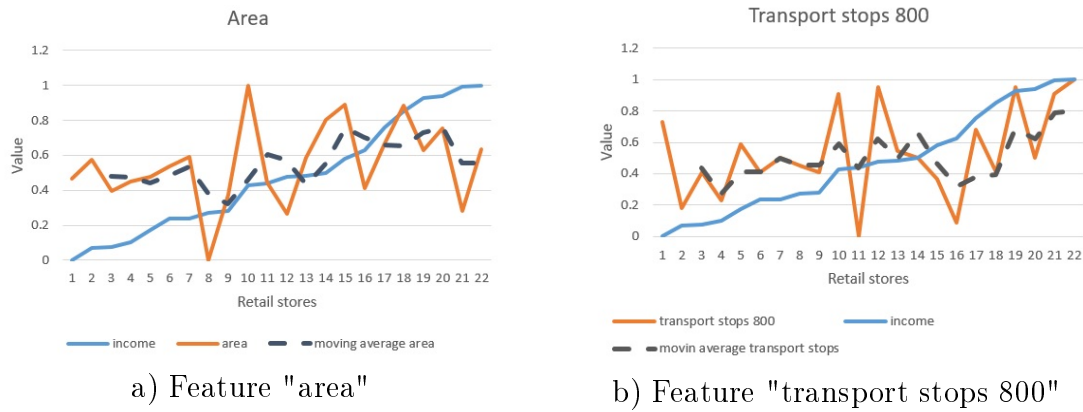 Area
1.2
1
0.8
0.6
0.4
0.2
0
Value
1 2 3 4 5 6 7 8 9 10 11 12 13 14 15 16 17 18 19 20 21 22
Retail stores
income area moving average area
a) Feature "area"
Transport stops 800
1.2
1
0.8
0.6
0.4
0.2
0
Value
1 2 3 4 5 6 7 8 9 10 11 12 13 14 15 16 17 18 19 20 21 22
Retail stores
transport stops 800 income
movin average transport stops
b) Feature "transport stops 800"